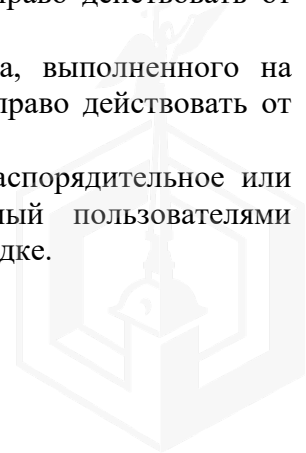 право действовать от
а, выполненного на
право действовать от
аспорядительное или
ный пользователями
дке.